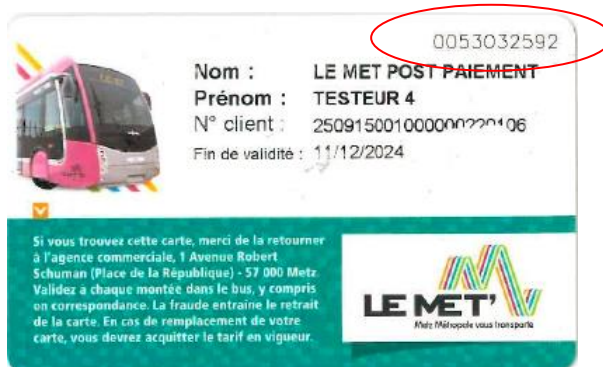 0053032592
Nom : LE MET POST PAIEMENT
Prénom : TESTEUR 4
N° client :
Fin de validité : 11/12/2024
Si vous trouvez cette carte, merci de la retourner
à l'agence commerciale, 1 Avenue Robert
Schuman (Place de la République) - 57 000 Metz.
Validez à chaque montée dans le bus, y compris
en correspondance. La fraude entraine le retrait
de la carte. En cas de remplacement de votre
carte, vous devrez acquitter le tarif en vigueur.
LE MET'
Metz Métropole vous transporte